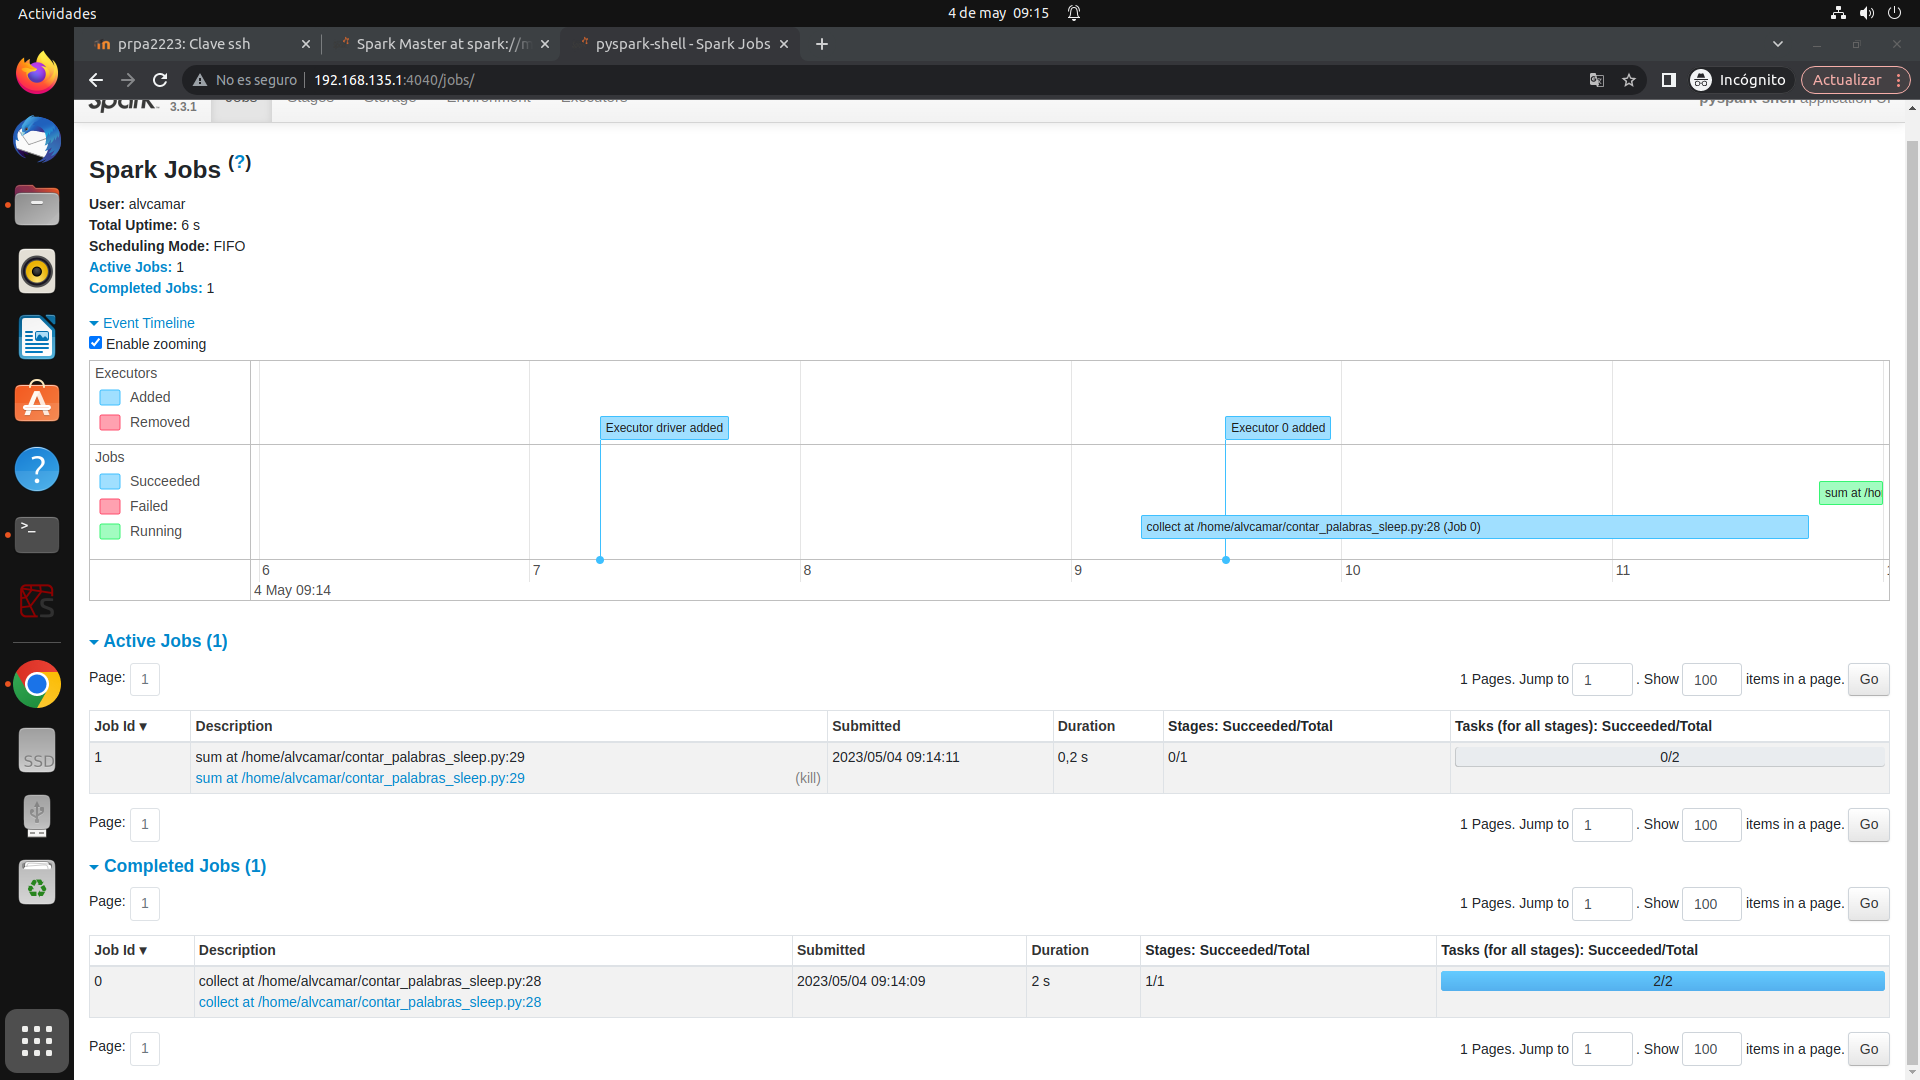 Actividades
4 de may 09:15
prpa2223: Clave ssh
Spark Master at spark://m
pyspark-shell - Spark Jobs
No es seguro
192.168.135.1:4040/jobs/
Incógnito
Actualizar
Spark 3.3.1
Jobs
Stages
Storage
Environment
Executors
pyspark-shell application UI
Spark Jobs (?)
User: alvcamar
Total Uptime: 6 s
Scheduling Mode: FIFO
Active Jobs: 1
Completed Jobs: 1
Event Timeline
Enable zooming
Executors
Added
Removed
Executor driver added
Executor 0 added
Jobs
Succeeded
Failed
Running
sum at /ho
collect at /home/alvcamar/contar_palabras_sleep.py:28 (Job 0)
6 7 8 9 10 11
4 May 09:14
Active Jobs (1)
Page: 1
1 Pages. Jump to 1 . Show 100 items in a page. Go
Job Id ▾ Description Submitted Duration Stages: Succeeded/Total Tasks (for all stages): Succeeded/Total
1 sum at /home/alvcamar/contar_palabras_sleep.py:29 2023/05/04 09:14:11 0,2 s 0/1 0/2
sum at /home/alvcamar/contar_palabras_sleep.py:29 (kill)
Page: 1
1 Pages. Jump to 1 . Show 100 items in a page. Go
Completed Jobs (1)
Page: 1
1 Pages. Jump to 1 . Show 100 items in a page. Go
Job Id ▾ Description Submitted Duration Stages: Succeeded/Total Tasks (for all stages): Succeeded/Total
0 collect at /home/alvcamar/contar_palabras_sleep.py:28 2023/05/04 09:14:09 2 s 1/1 2/2
collect at /home/alvcamar/contar_palabras_sleep.py:28
Page: 1
1 Pages. Jump to 1 . Show 100 items in a page. Go
SSD